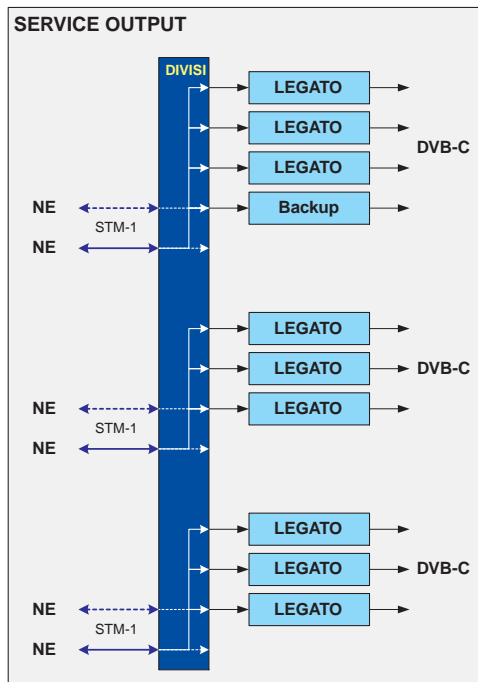 SERVICE OUTPUT
DIVISI
LEGATO
LEGATO
DVB-C
LEGATO
NE
Backup
STM-1
NE
LEGATO
LEGATO
DVB-C
NE
LEGATO
STM-1
NE
LEGATO
LEGATO
DVB-C
NE
LEGATO
STM-1
NE